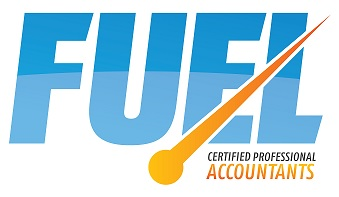 FUEL
CERTIFIED PROFESSIONAL
ACCOUNTANTS